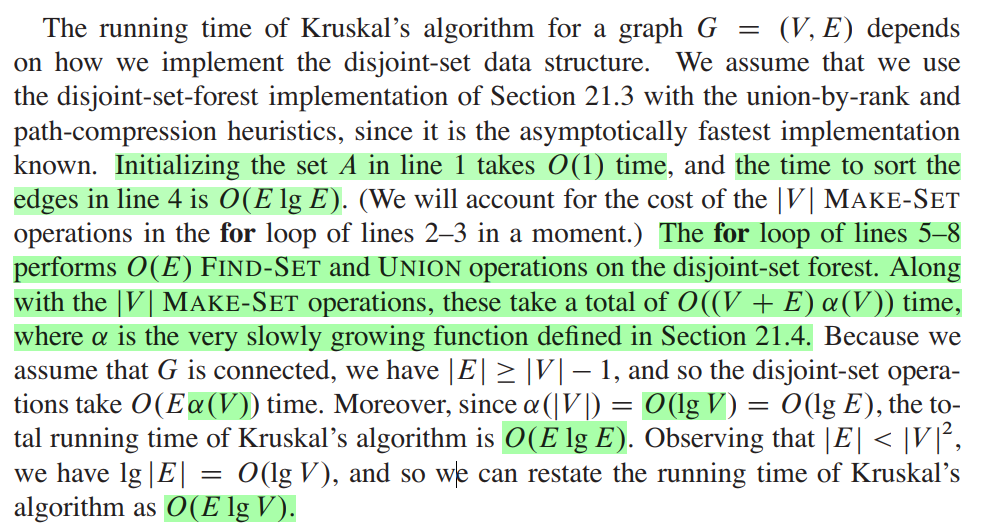 The running time of Kruskal’s algorithm for a graph G = (V, E) depends
on how we implement the disjoint-set data structure. We assume that we use
the disjoint-set-forest implementation of Section 21.3 with the union-by-rank and
path-compression heuristics, since it is the asymptotically fastest implementation
known. Initializing the set A in line 1 takes O(1) time, and the time to sort the
edges in line 4 is O(E lg E). (We will account for the cost of the |V| MAKE-SET
operations in the for loop of lines 2–3 in a moment.) The for loop of lines 5–8
performs O(E) FIND-SET and UNION operations on the disjoint-set forest. Along
with the |V| MAKE-SET operations, these take a total of O((V + E) α(V)) time,
where α is the very slowly growing function defined in Section 21.4. Because we
assume that G is connected, we have |E| ≥ |V| − 1, and so the disjoint-set opera-
tions take O(Eα(V)) time. Moreover, since α(|V|) = O(lg V) = O(lg E), the to-
tal running time of Kruskal’s algorithm is O(E lg E). Observing that |E| < |V|²,
we have lg |E| = O(lg V), and so we can restate the running time of Kruskal’s
algorithm as O(E lg V).